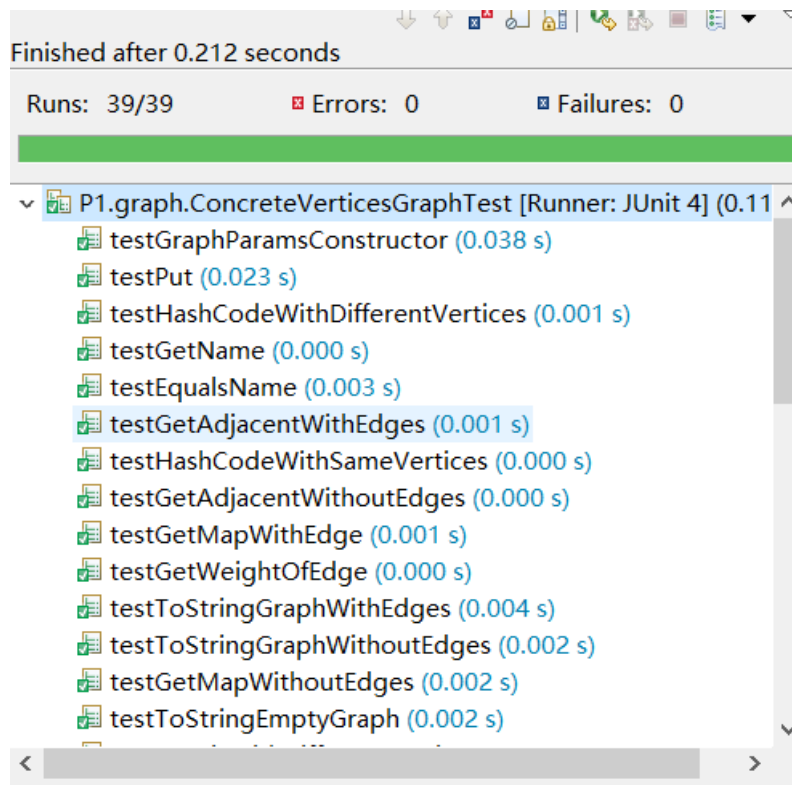 Finished after 0.212 seconds
Runs: 39/39 Errors: 0 Failures: 0
P1.graph.ConcreteVerticesGraphTest [Runner: JUnit 4] (0.11
testGraphParamsConstructor (0.038 s)
testPut (0.023 s)
testHashCodeWithDifferentVertices (0.001 s)
testGetName (0.000 s)
testEqualsName (0.003 s)
testGetAdjacentWithEdges (0.001 s)
testHashCodeWithSameVertices (0.000 s)
testGetAdjacentWithoutEdges (0.000 s)
testGetMapWithEdge (0.001 s)
testGetWeightOfEdge (0.000 s)
testToStringGraphWithEdges (0.004 s)
testToStringGraphWithoutEdges (0.002 s)
testGetMapWithoutEdges (0.002 s)
testToStringEmptyGraph (0.002 s)